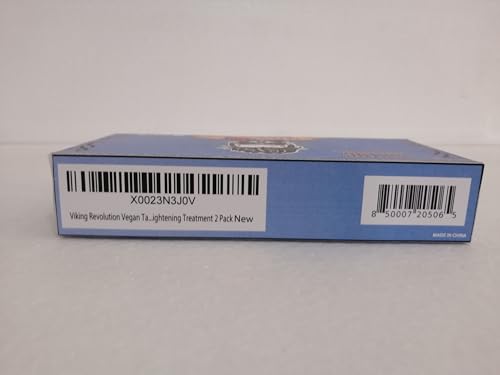 X0023N3J0V
Viking Revolution Vegan Ta...ightening Treatment 2 Pack New
8 50007 20506 5
MADE IN CHINA